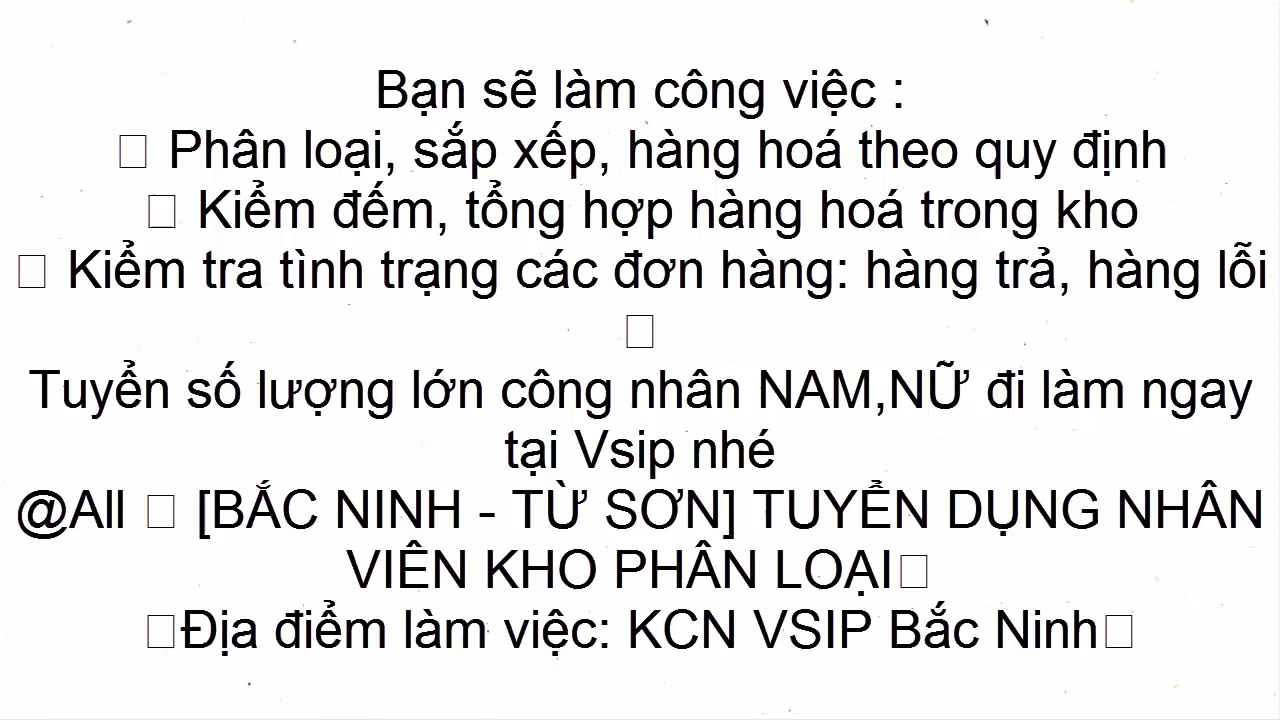 Bạn sẽ làm công việc :
□ Phân loại, sắp xếp, hàng hoá theo quy định
□ Kiểm đếm, tổng hợp hàng hoá trong kho
□ Kiểm tra tình trạng các đơn hàng: hàng trả, hàng lỗi
□
Tuyển số lượng lớn công nhân NAM,NỮ đi làm ngay
tại Vsip nhé
@All □ [BẮC NINH - TỪ SƠN] TUYỂN DỤNG NHÂN
VIÊN KHO PHÂN LOẠI□
□Địa điểm làm việc: KCN VSIP Bắc Ninh□